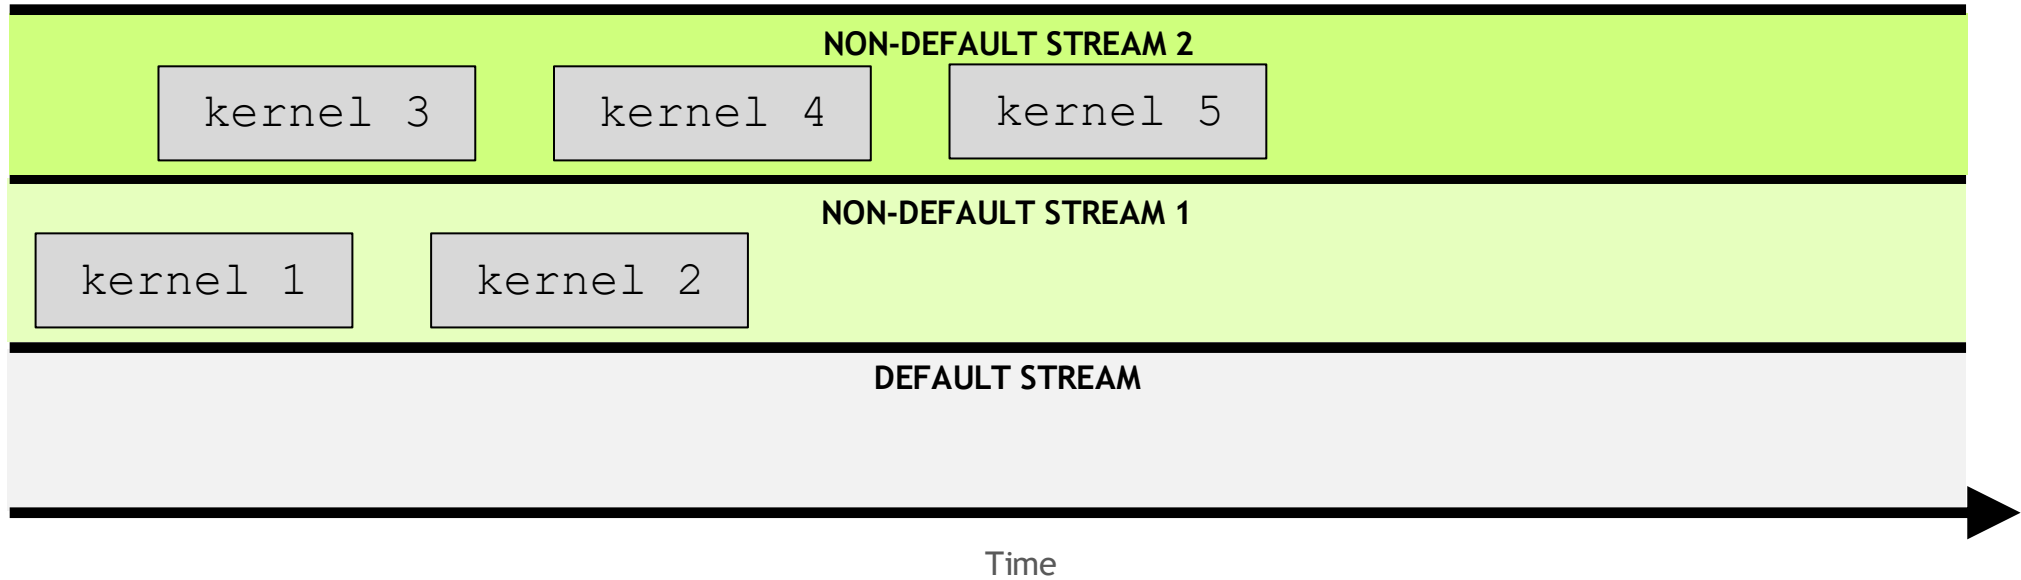 NON-DEFAULT STREAM 2
kernel 3
kernel 4
kernel 5
NON-DEFAULT STREAM 1
kernel 1
kernel 2
DEFAULT STREAM
Time